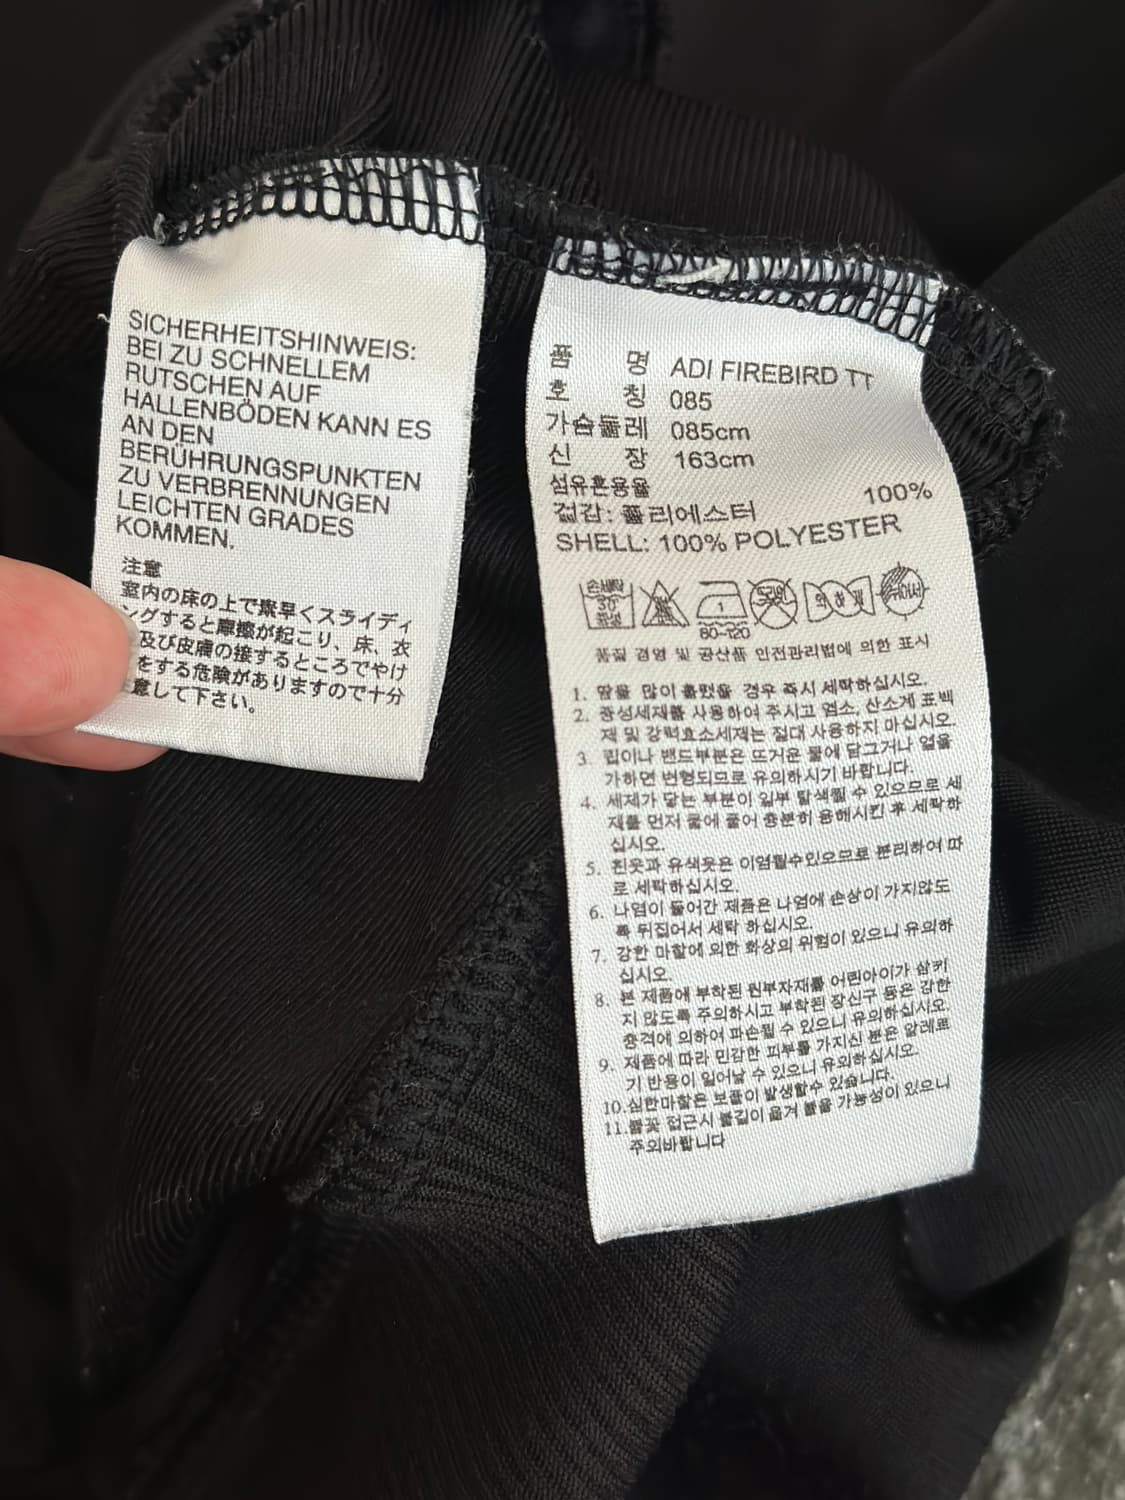 SICHERHEITSHINWEIS:
BEI ZU SCHNELLEM
RUTSCHEN AUF
HALLENBÖDEN KANN ES
AN DEN
BERÜHRUNGSPUNKTEN
ZU VERBRENNUNGEN
LEICHTEN GRADES
KOMMEN.
注意
室内の床の上で素早くスライディ
ングすると摩擦が起こり、床、衣
及び皮膚の接するところでやけ
をする危険がありますので十分
意して下さい。
품 명 ADI FIREBIRD TT
호 칭 085
가슴둘레 085cm
신 장 163cm
섬유혼용율
겉감: 폴리에스터 100%
SHELL: 100% POLYESTER
손세탁
30
중성
1
80-120
드라이
약하게
품질 경영 및 공산품 안전관리법에 의한 표시
1. 땀을 많이 흘렸을 경우 즉시 세탁하십시오.
2. 중성세재를 사용하여 주시고 염소, 산소계 표백
제 및 강력효소세제는 절대 사용하지 마십시오.
3. 립이나 밴드부분은 뜨거운 물에 담그거나 열을
가하면 변형되므로 유의하시기 바랍니다.
4. 세제가 닿는 부분이 일부 탈색될 수 있으므로 세
재를 먼저 물에 풀어 충분히 용해시킨 후 세탁하
십시오.
5. 흰옷과 유색옷은 이염될수있으므로 분리하여 따
로 세탁하십시오.
6. 나염이 들어간 제품은 나염에 손상이 가지않도
록 뒤집어서 세탁 하십시오.
7. 강한 마찰에 의한 화상의 위험이 있으니 유의하
십시오.
8. 본 제품에 부착된 원부자재를 어린아이가 삼키
지 않도록 주의하시고 부착된 장신구 등은 강한
충격에 의하여 파손될 수 있으니 유의하십시오
9. 제품에 따라 민감한 피부를 가지신 분은 알레르
기 반응이 일어날 수 있으니 유의하십시오.
10.심한마찰은 보풀이 발생할수 있습니다.
11.불꽃 접근시 불길이 옮겨 붙을 가능성이 있으니
주의바랍니다